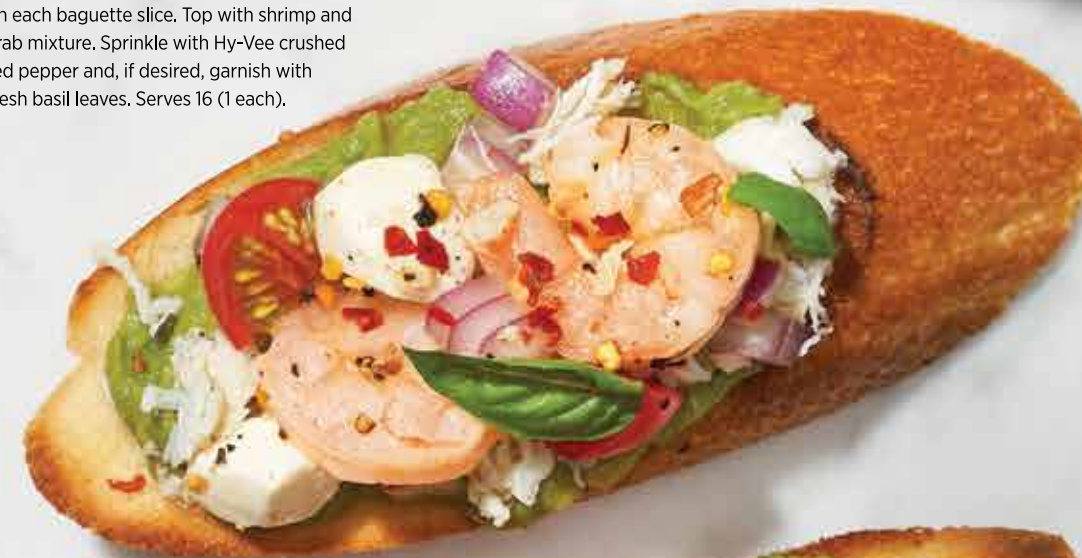 n each baguette slice. Top with shrimp and
rab mixture. Sprinkle with Hy-Vee crushed
ed pepper and, if desired, garnish with
esh basil leaves. Serves 16 (1 each).